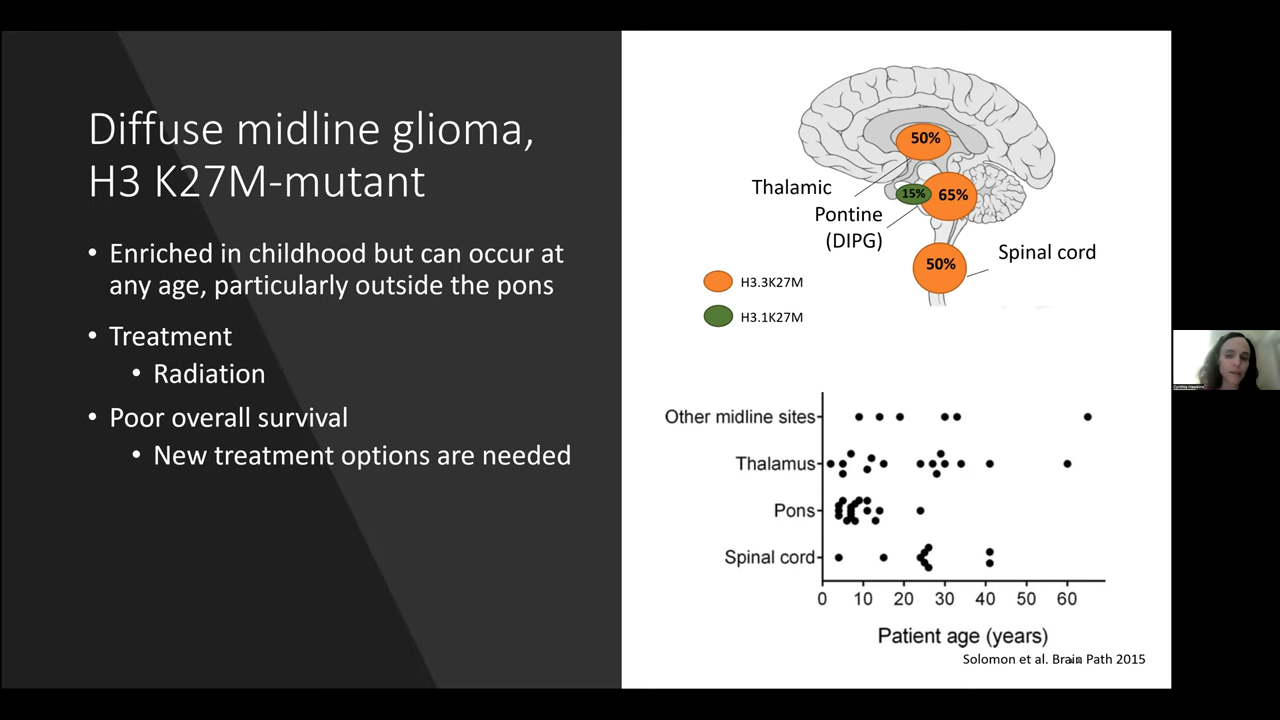 Diffuse midline glioma,
H3 K27M-mutant
• Enriched in childhood but can occur at
any age, particularly outside the pons
• Treatment
• Radiation
• Poor overall survival
• New treatment options are needed
50%
Thalamic
15%
65%
Pontine
(DIPG)
50%
Spinal cord
H3.3K27M
H3.1K27M
Other midline sites
Thalamus
Pons
Spinal cord
0 10 20 30 40 50 60
Patient age (years)
Solomon et al. Brain Path 2015
Cynthia Hawkins